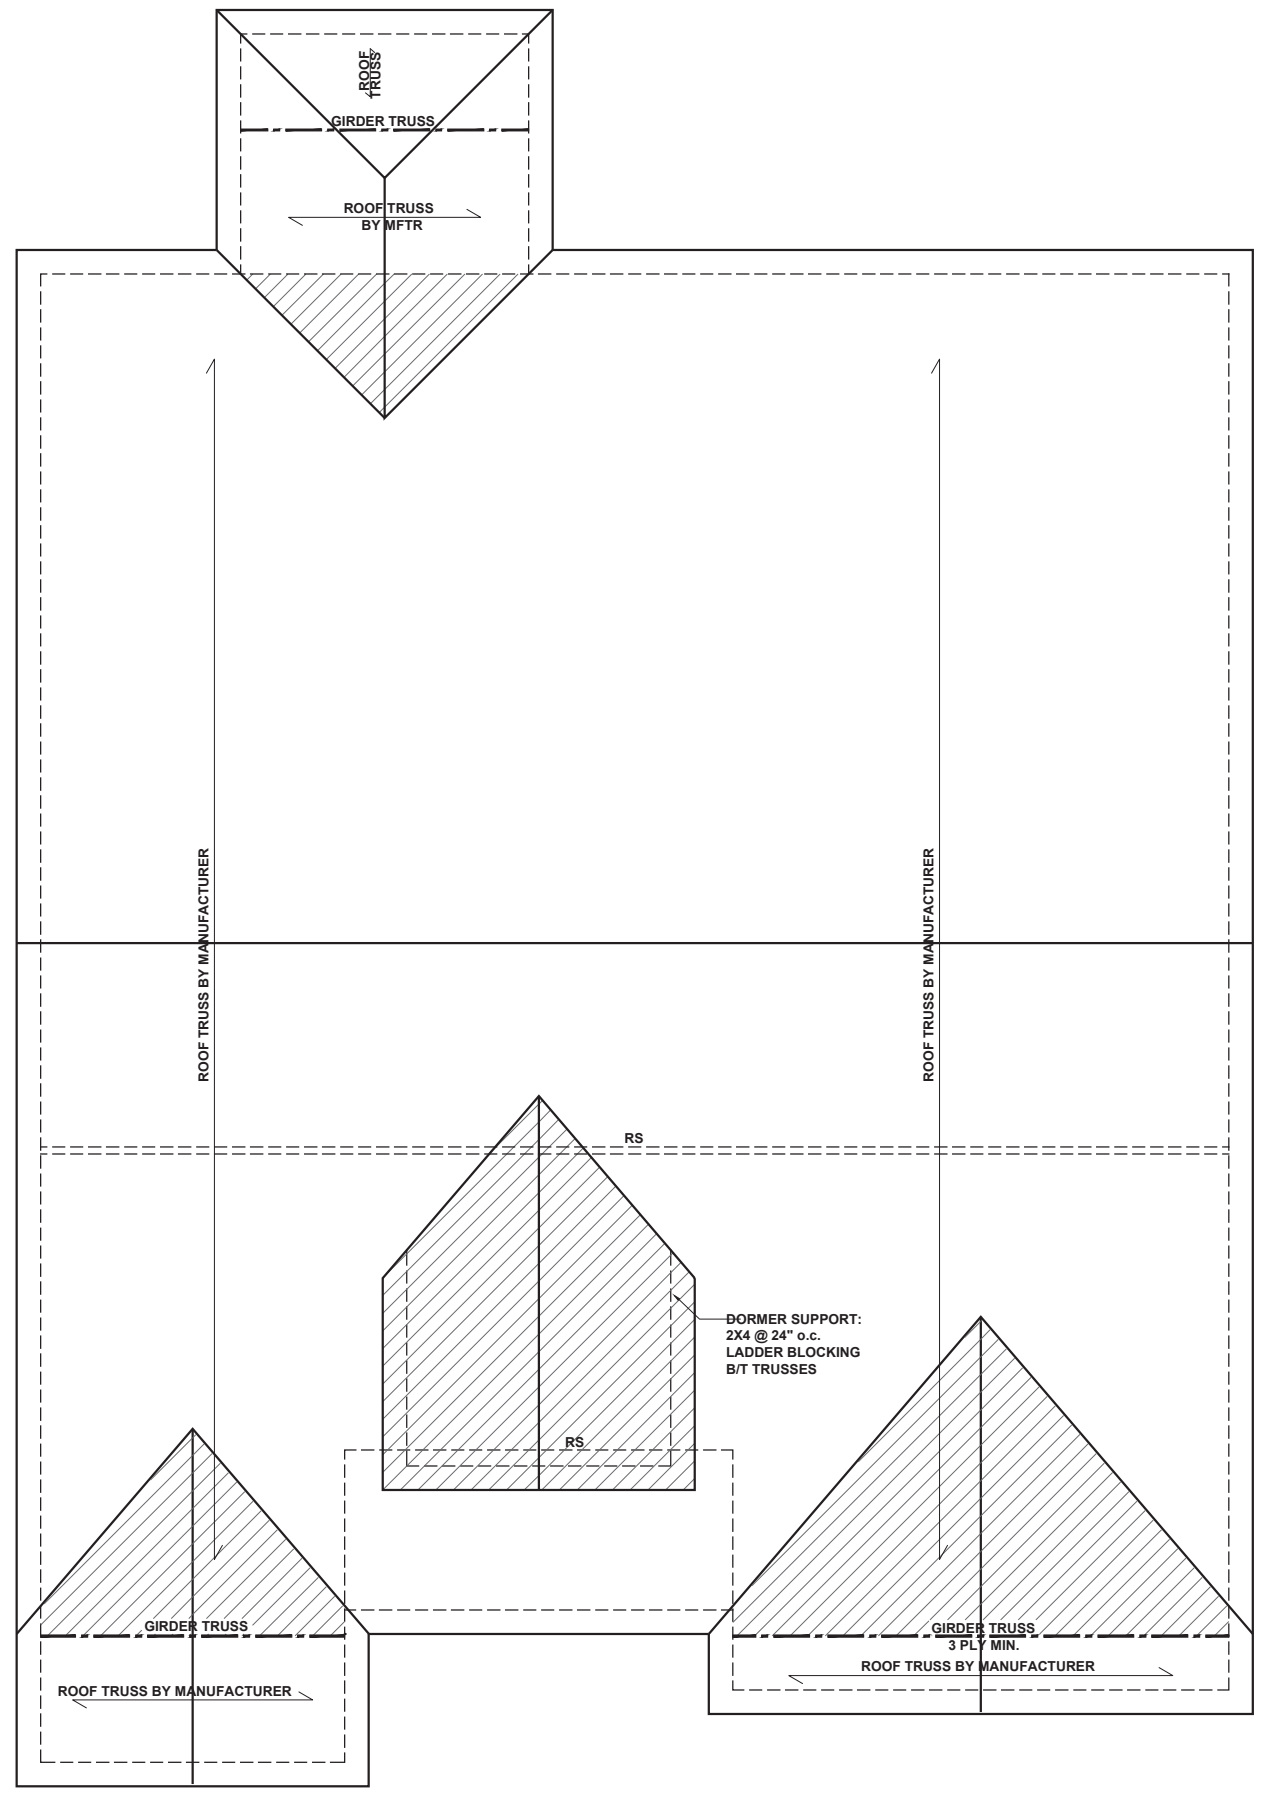 ROOF
TRUSS
GIRDER TRUSS
ROOF TRUSS
BY MFTR
ROOF TRUSS BY MANUFACTURER
ROOF TRUSS BY MANUFACTURER
RS
DORMER SUPPORT:
2X4 @ 24" o.c.
LADDER BLOCKING
B/T TRUSSES
RS
GIRDER TRUSS
GIRDER TRUSS
3 PLY MIN.
ROOF TRUSS BY MANUFACTURER
ROOF TRUSS BY MANUFACTURER